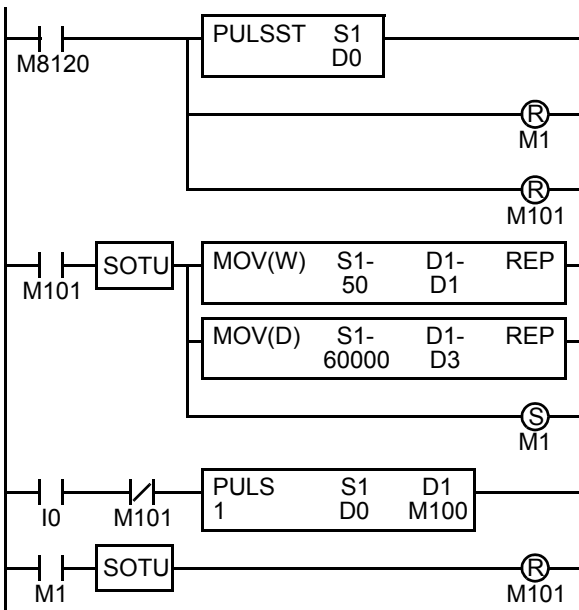 PULSST S1
D0
M8120
R
M1
R
M101
SOTU MOV(W) S1- D1- REP
50 D1
M101
MOV(D) S1- D1- REP
60000 D3
S
M1
PULS S1 D1
1 D0 M100
I0 M101
SOTU R
M1 M101